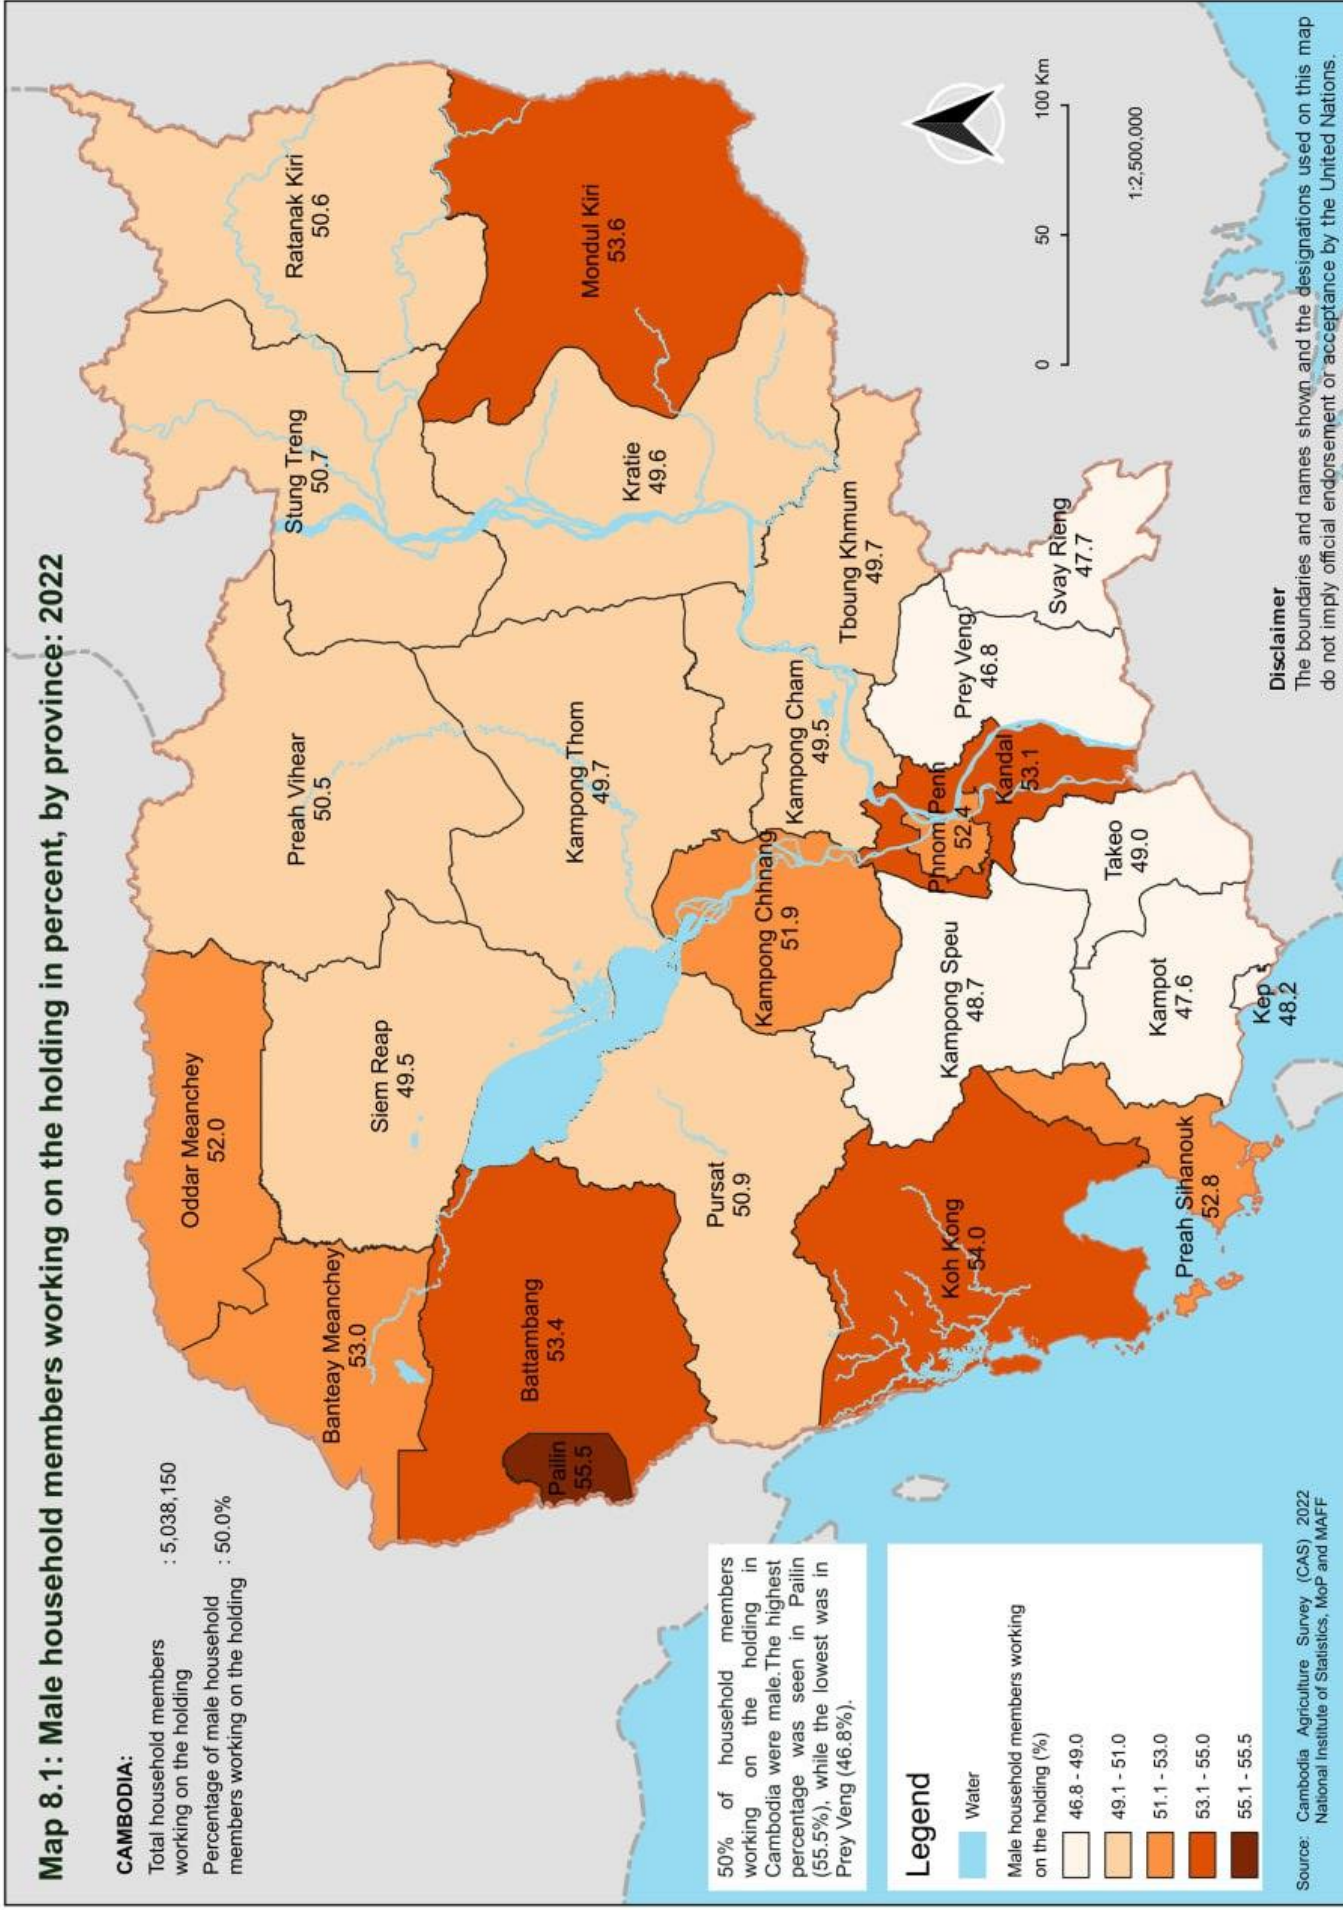 Map 8.1: Male household members working on the holding in percent, by province: 2022
CAMBODIA:
Total household members
working on the holding : 5,038,150
Percentage of male household
members working on the holding : 50.0%
Oddar Meanchey
52.0
Banteay Meanchey
53.0
Siem Reap
49.5
Preah Vihear
50.5
Stung Treng
50.7
Ratanak Kiri
50.6
Battambang
53.4
Pailin
55.5
Kampong Thom
49.7
Kratie
49.6
Mondul Kiri
53.6
Pursat
50.9
Kampong Chhnang
51.9
Kampong Cham
49.5
Tboung Khmum
49.7
Koh Kong
54.0
Kampong Speu
48.7
Phnom Penh
52.4
Kandal
53.1
Prey Veng
46.8
Svay Rieng
47.7
Takeo
49.0
Kampot
47.6
Kep
48.2
Preah Sihanouk
52.8
50% of household members
working on the holding in
Cambodia were male.The highest
percentage was seen in Pailin
(55.5%), while the lowest was in
Prey Veng (46.8%).
Legend
Water
Male household members working
on the holding (%)
46.8 - 49.0
49.1 - 51.0
51.1 - 53.0
53.1 - 55.0
55.1 - 55.5
0 50 100 Km
1:2,500,000
Source: Cambodia Agriculture Survey (CAS) 2022
National Institute of Statistics, MoP and MAFF
Disclaimer
The boundaries and names shown and the designations used on this map
do not imply official endorsement or acceptance by the United Nations.